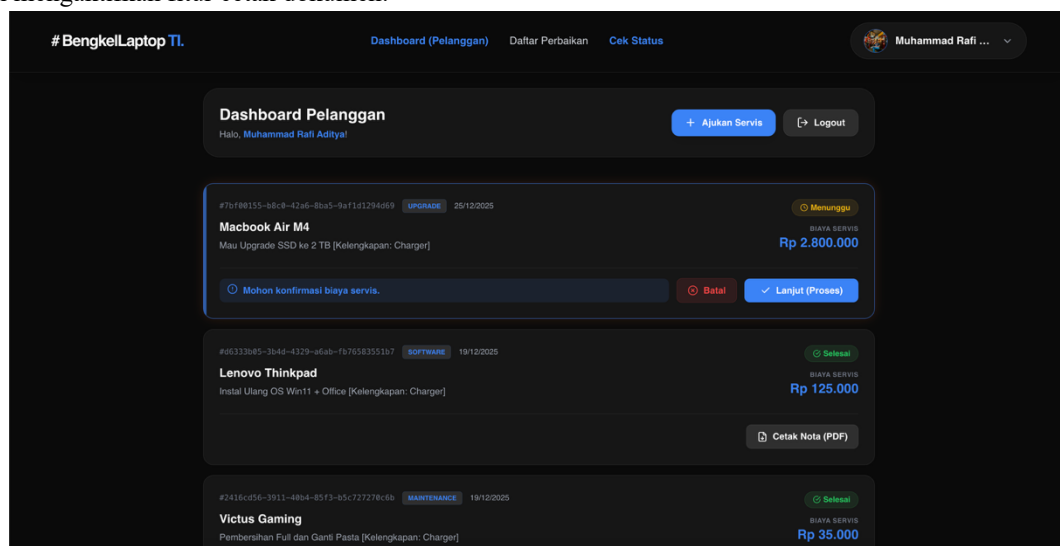 # BengkelLaptop TI.
Dashboard (Pelanggan) Daftar Perbaikan Cek Status
Muhammad Rafi ...
Dashboard Pelanggan
Halo, Muhammad Rafi Aditya!
+ Ajukan Servis
Logout
#7bf00155-b8c0-42a6-8ba5-9af1d1294d69 UPGRADE 25/12/2025
Menunggu
Macbook Air M4
BIAYA SERVIS
Mau Upgrade SSD ke 2 TB [Kelengkapan: Charger]
Rp 2.800.000
Mohon konfirmasi biaya servis.
Batal
Lanjut (Proses)
#d6333b05-3b4d-4329-a6ab-fb76583551b7 SOFTWARE 19/12/2025
Selesai
Lenovo Thinkpad
BIAYA SERVIS
Instal Ulang OS Win11 + Office [Kelengkapan: Charger]
Rp 125.000
Cetak Nota (PDF)
#2416cd56-3911-40b4-85f3-b5c727270c6b MAINTENANCE 19/12/2025
Selesai
Victus Gaming
BIAYA SERVIS
Pembersihan Full dan Ganti Pasta [Kelengkapan: Charger]
Rp 35.000